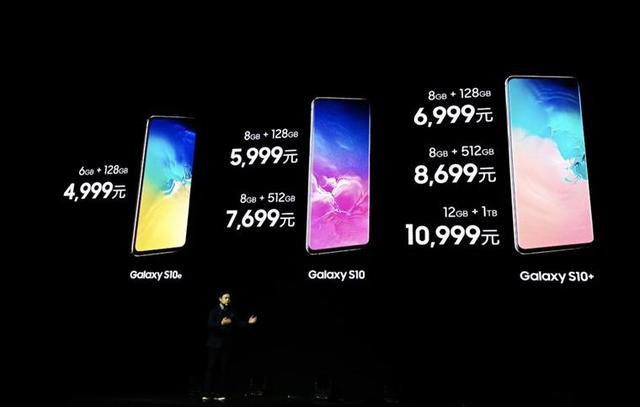 6GB + 128GB
4,999元
Galaxy S10e
8GB + 128GB
5,999元
8GB + 512GB
7,699元
Galaxy S10
8GB + 128GB
6,999元
8GB + 512GB
8,699元
12GB + 1TB
10,999元
Galaxy S10+